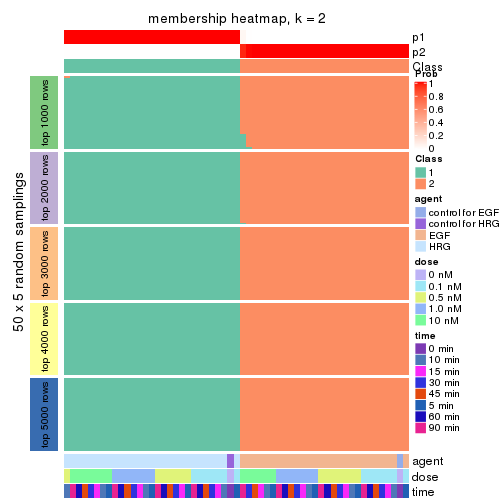 membership heatmap, k = 2
p1
p2
Class
50 x 5 random samplings
top 1000 rows
top 2000 rows
top 3000 rows
top 4000 rows
top 5000 rows
agent
dose
time
Prob
1
0.8
0.6
0.4
0.2
0
Class
1
2
agent
control for EGF
control for HRG
EGF
HRG
dose
0 nM
0.1 nM
0.5 nM
1.0 nM
10 nM
time
0 min
10 min
15 min
30 min
45 min
5 min
60 min
90 min